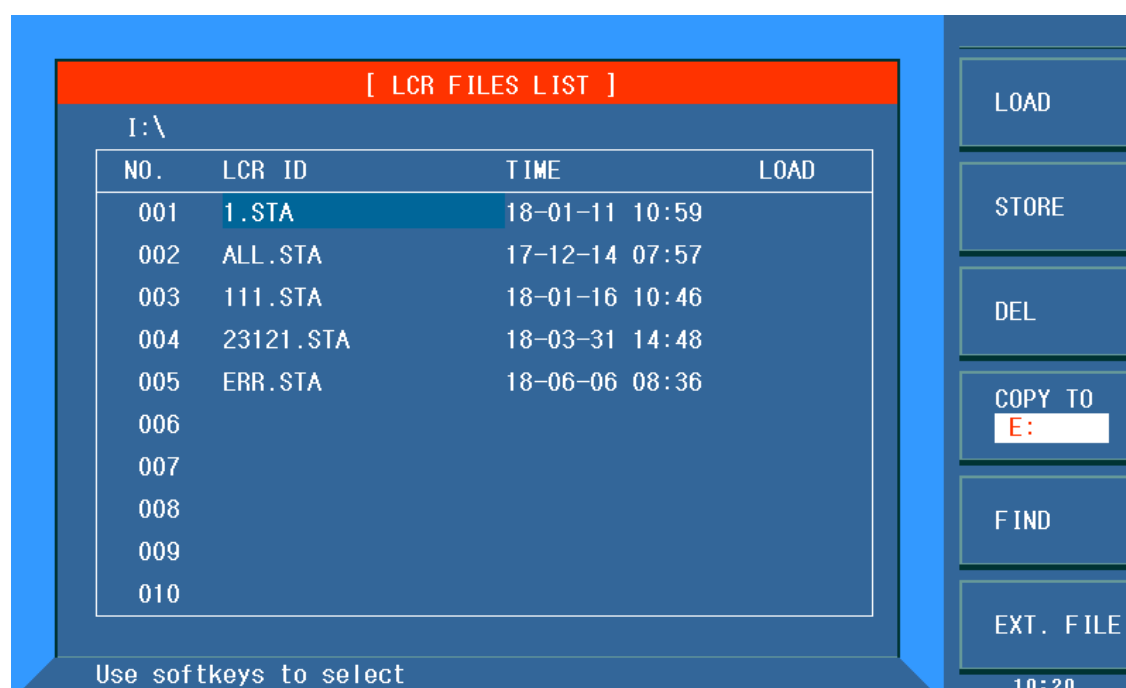 [ LCR FILES LIST ]
I:\
NO. LCR ID TIME LOAD
001 1.STA 18-01-11 10:59
002 ALL.STA 17-12-14 07:57
003 111.STA 18-01-16 10:46
004 23121.STA 18-03-31 14:48
005 ERR.STA 18-06-06 08:36
006
007
008
009
010
Use softkeys to select
LOAD
STORE
DEL
COPY TO
E:
FIND
EXT. FILE
10:20